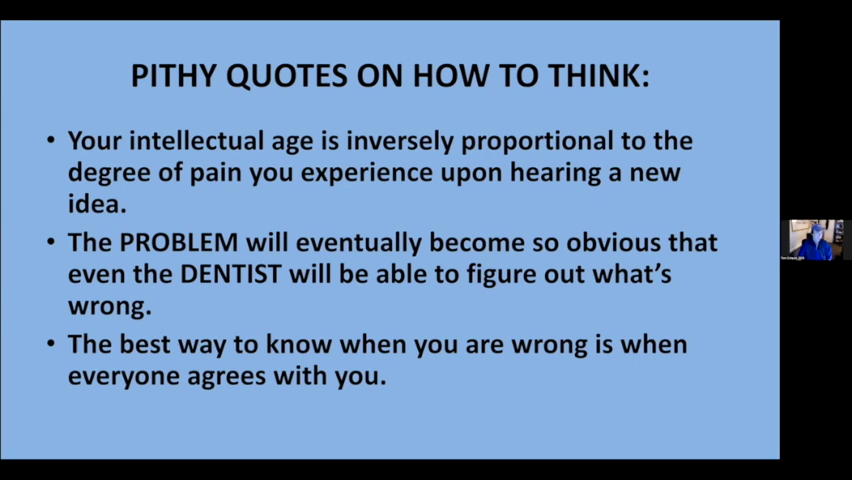 PITHY QUOTES ON HOW TO THINK:
• Your intellectual age is inversely proportional to the
degree of pain you experience upon hearing a new
idea.
• The PROBLEM will eventually become so obvious that
even the DENTIST will be able to figure out what's
wrong.
• The best way to know when you are wrong is when
everyone agrees with you.